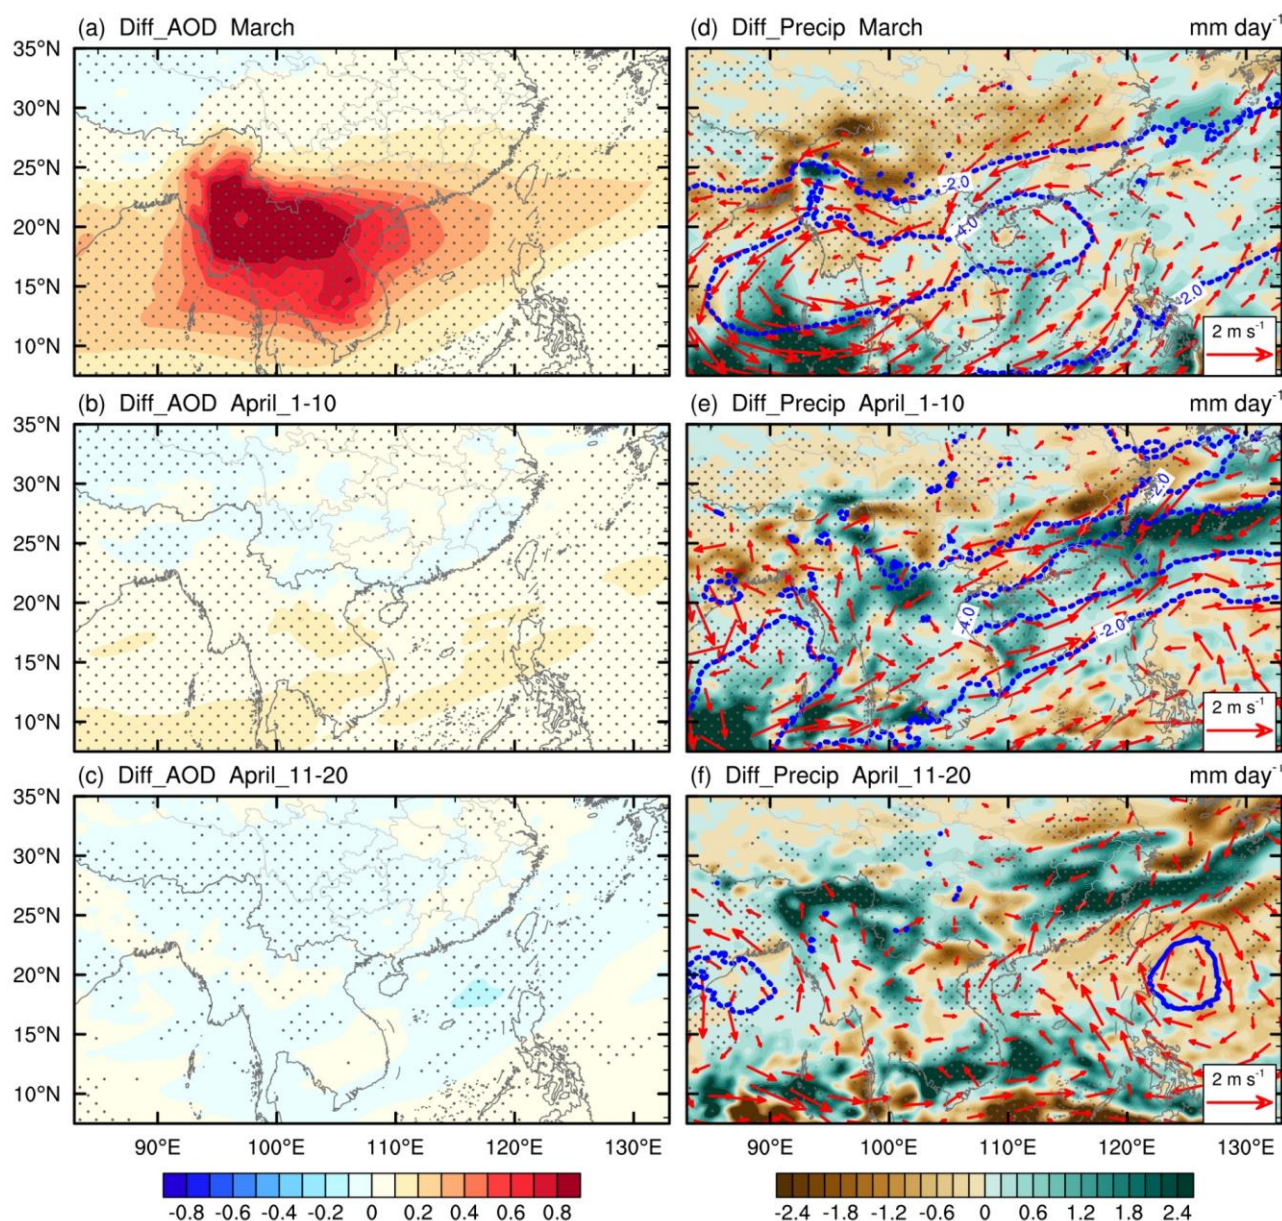 (a) Diff_AOD March
35°N
30°N
25°N
20°N
15°N
10°N
(d) Diff_Precip March mm day-1
-2.0
-4.0
-2.0
2 m s-1
(b) Diff_AOD April_1-10
35°N
30°N
25°N
20°N
15°N
10°N
(e) Diff_Precip April_1-10 mm day-1
-2.0
4.0
-2.0
2 m s-1
(c) Diff_AOD April_11-20
35°N
30°N
25°N
20°N
15°N
10°N
90°E 100°E 110°E 120°E 130°E
(f) Diff_Precip April_11-20 mm day-1
2 m s-1
90°E 100°E 110°E 120°E 130°E
-0.8 -0.6 -0.4 -0.2 0 0.2 0.4 0.6 0.8
-2.4 -1.8 -1.2 -0.6 0 0.6 1.2 1.8 2.4